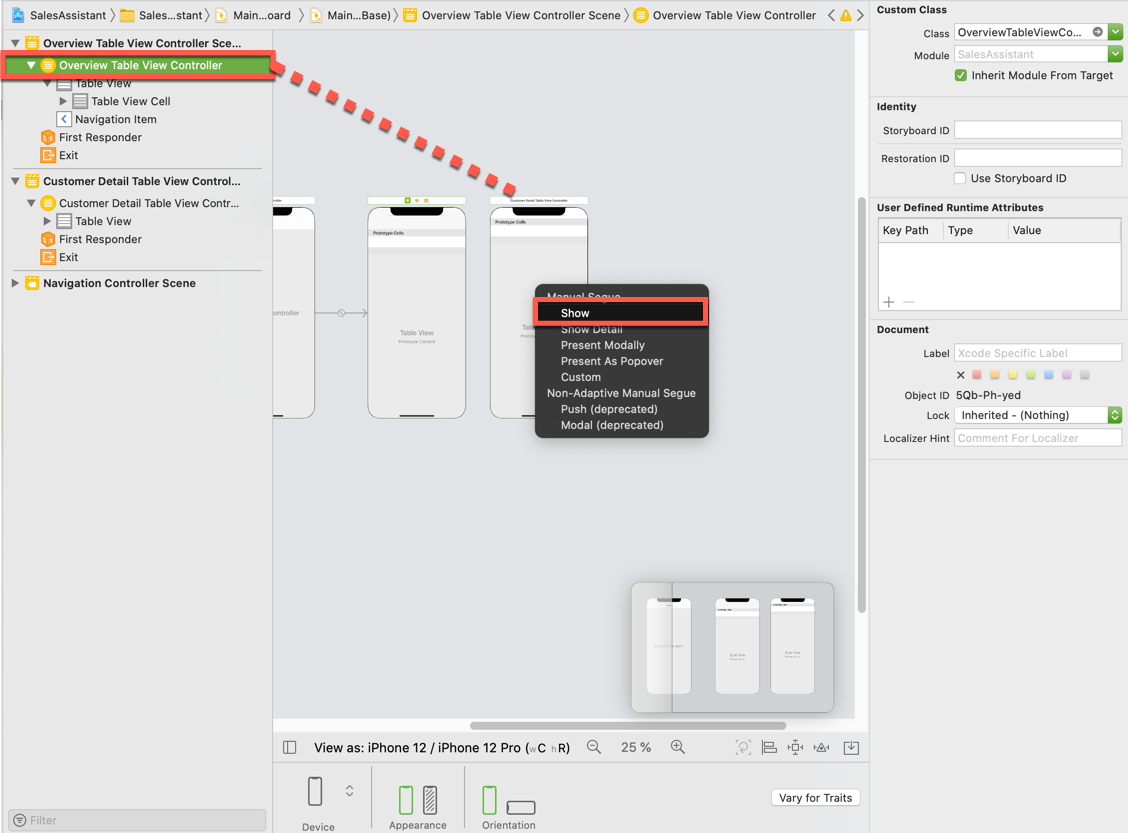 SalesAssistant
Sales...stant
Main...oard
Main...Base)
Overview Table View Controller Scene
Overview Table View Controller
Overview Table View Controller Sce...
Overview Table View Controller
Table View
Table View Cell
Navigation Item
First Responder
Exit
Customer Detail Table View Control...
Customer Detail Table View Contr...
Table View
First Responder
Exit
Navigation Controller Scene
Filter
Customer Detail Table View Controller
Prototype Cells
Prototype Cells
Table View
Prototype Content
Manual Segue
Show
Show Detail
Present Modally
Present As Popover
Custom
Non-Adaptive Manual Segue
Push (deprecated)
Modal (deprecated)
View as: iPhone 12 / iPhone 12 Pro (wC hR)
25 %
Device
Appearance
Orientation
Vary for Traits
Custom Class
Class OverviewTableViewCo...
Module SalesAssistant
Inherit Module From Target
Identity
Storyboard ID
Restoration ID
Use Storyboard ID
User Defined Runtime Attributes
Key Path Type Value
Document
Label Xcode Specific Label
Object ID 5Qb-Ph-yed
Lock Inherited - (Nothing)
Localizer Hint Comment For Localizer